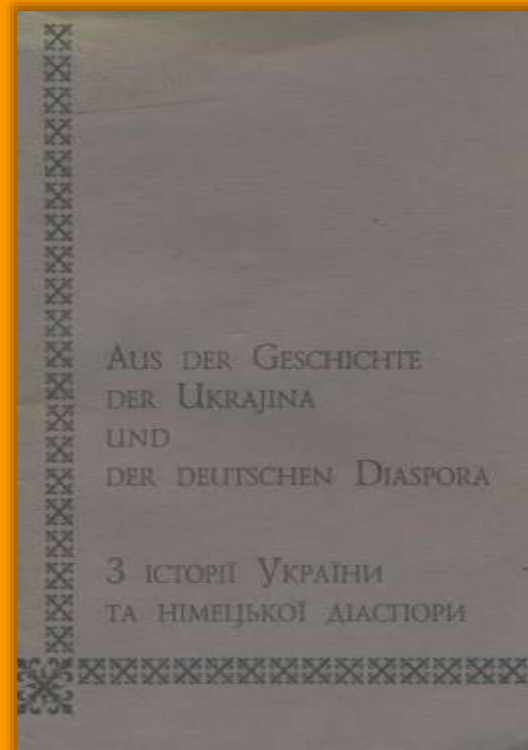 Aus der Geschichte
der Ukrajina
und
der deutschen Diaspora
З історії України
та німецької діаспори